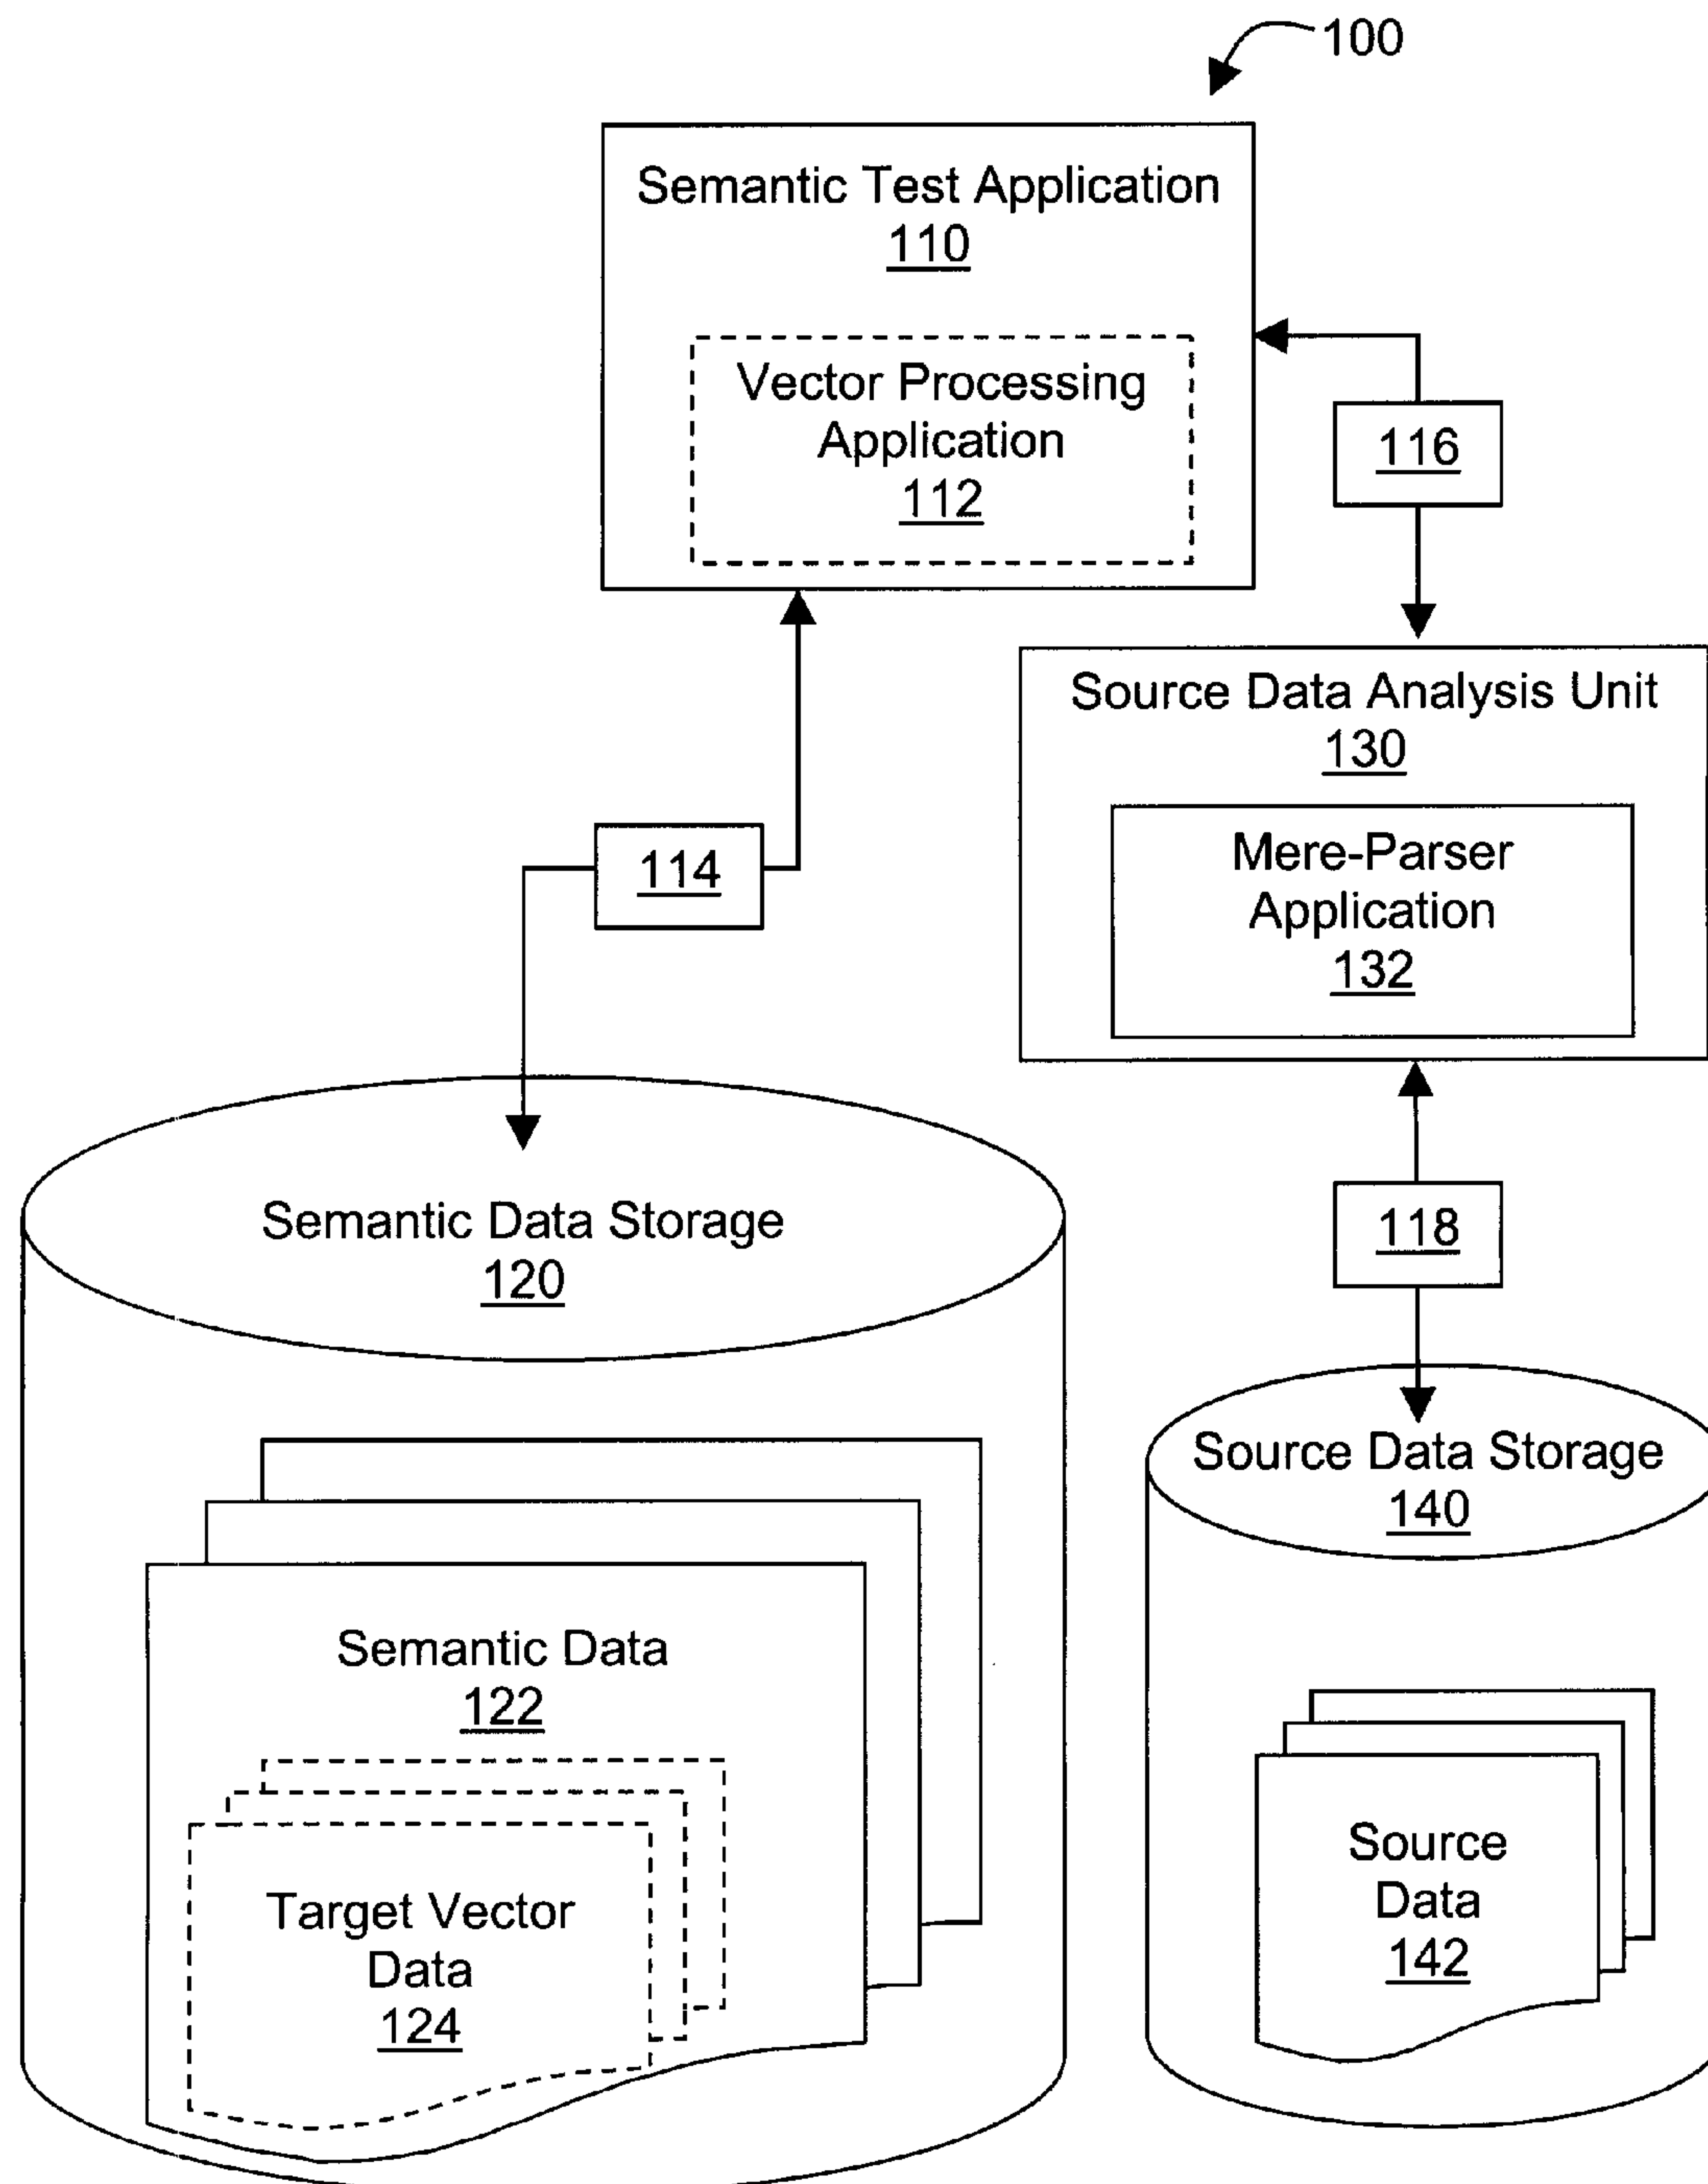 100
Semantic Test Application
110
Vector Processing
Application
112
116
Source Data Analysis Unit
130
Mere-Parser
Application
132
114
118
Semantic Data Storage
120
Source Data Storage
140
Semantic Data
122
Target Vector
Data
124
Source
Data
142